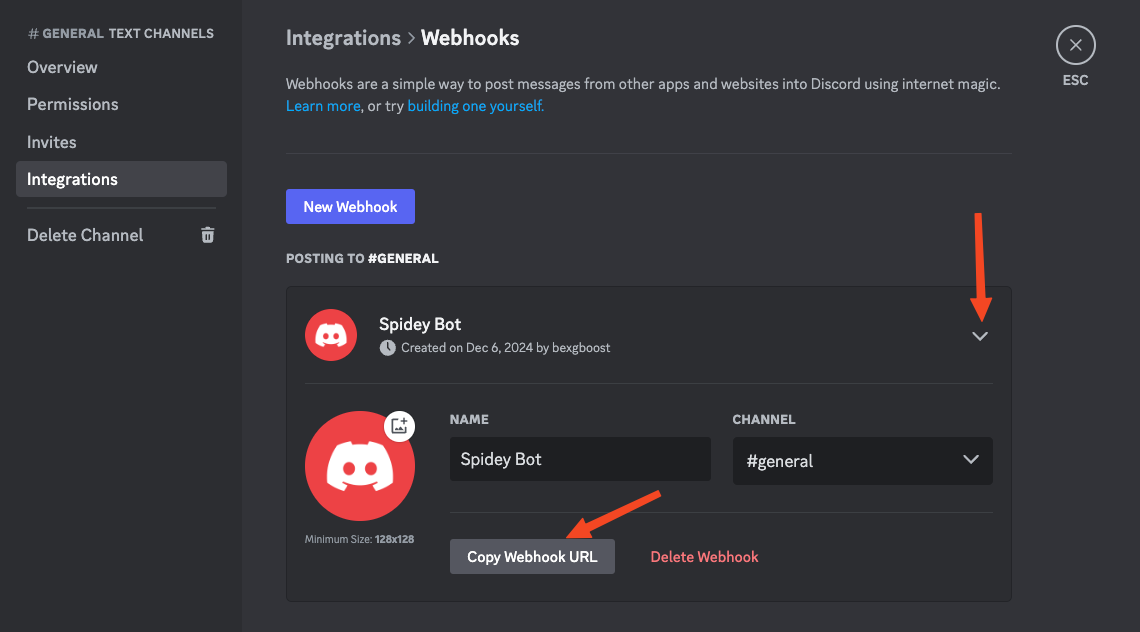 # GENERAL TEXT CHANNELS
Overview
Permissions
Invites
Integrations
Delete Channel
Integrations > Webhooks
ESC
Webhooks are a simple way to post messages from other apps and websites into Discord using internet magic.
Learn more, or try building one yourself.
New Webhook
POSTING TO #GENERAL
Spidey Bot
Created on Dec 6, 2024 by bexgboost
NAME
CHANNEL
Spidey Bot
#general
Minimum Size: 128x128
Copy Webhook URL
Delete Webhook